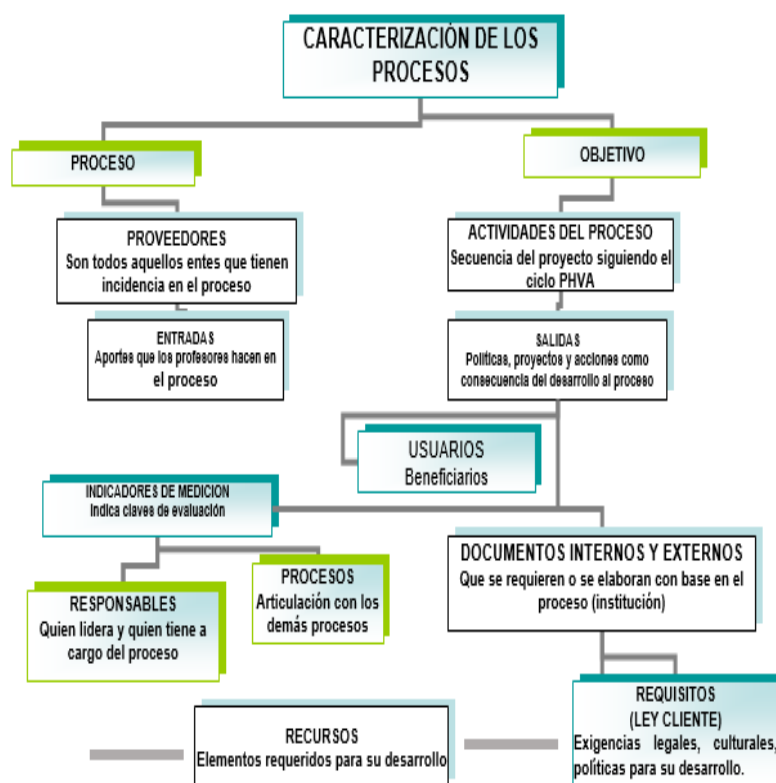 CARACTERIZACIÓN DE LOS
PROCESOS
PROCESO
OBJETIVO
PROVEEDORES
Son todos aquellos entes que tienen
incidencia en el proceso
ACTIVIDADES DEL PROCESO
Secuencia del proyecto siguiendo el
ciclo PHVA
ENTRADAS
Aportes que los profesores hacen en
el proceso
SALIDAS
Políticas, proyectos y acciones como
consecuencia del desarrollo al proceso
USUARIOS
Beneficiarios
INDICADORES DE MEDICION
Indica claves de evaluación
DOCUMENTOS INTERNOS Y EXTERNOS
Que se requieren o se elaboran con base en el
proceso (institución)
RESPONSABLES
Quien lidera y quien tiene a
cargo del proceso
PROCESOS
Articulación con los
demás procesos
RECURSOS
Elementos requeridos para su desarrollo
REQUISITOS
(LEY CLIENTE)
Exigencias legales, culturales,
políticas para su desarrollo.